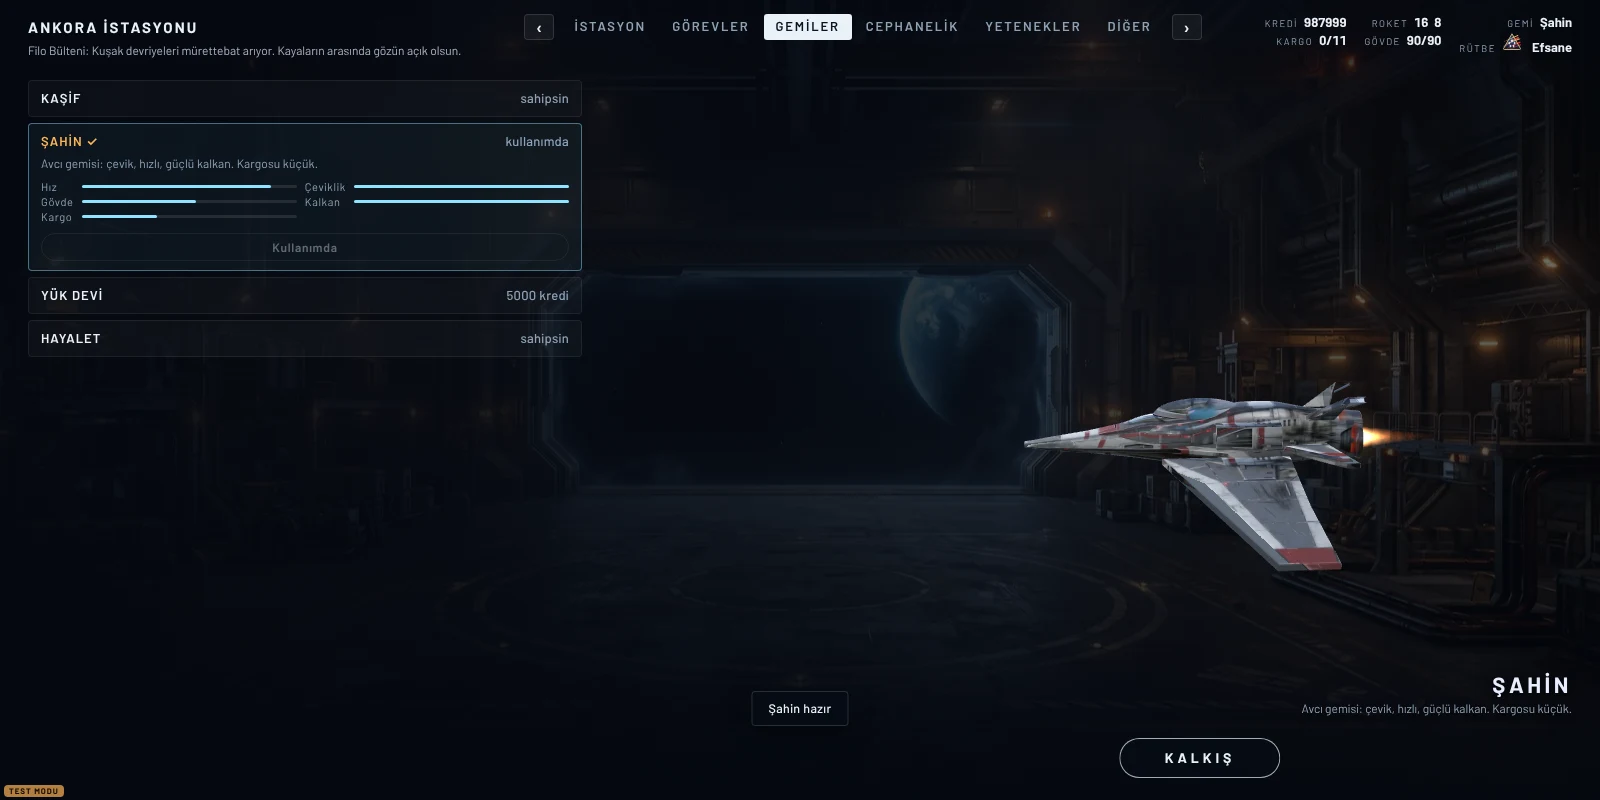 ANKORA İSTASYONU
Filo Bülteni: Kuşak devriyeleri mürettebat arıyor. Kayaların arasında gözün açık olsun.
‹ İSTASYON GÖREVLER GEMİLER CEPHANELİK YETENEKLER DİĞER ›
KREDİ 987999 ROKET 16 8 GEMİ Şahin
KARGO 0/11 GÖVDE 90/90 RÜTBE Efsane
KAŞİF sahipsin
ŞAHİN ✓ kullanımda
Avcı gemisi: çevik, hızlı, güçlü kalkan. Kargosu küçük.
Hız Çeviklik
Gövde Kalkan
Kargo
Kullanımda
YÜK DEVİ 5000 kredi
HAYALET sahipsin
ŞAHİN
Avcı gemisi: çevik, hızlı, güçlü kalkan. Kargosu küçük.
Şahin hazır
KALKIŞ
TEST MODU